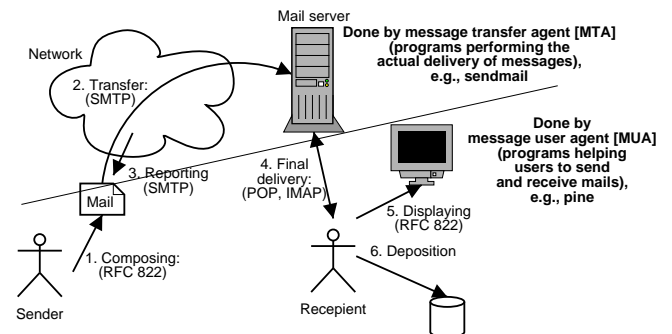 Mail server
Done by message transfer agent [MTA]
(programs performing the
actual delivery of messages),
e.g., sendmail
Network
2. Transfer:
(SMTP)
Done by
message user agent [MUA]
(programs helping
users to send
and receive mails),
e.g., pine
3. Reporting
(SMTP)
4. Final
delivery:
(POP, IMAP)
Mail
5. Displaying
(RFC 822)
1. Composing:
(RFC 822)
6. Deposition
Sender
Recepient